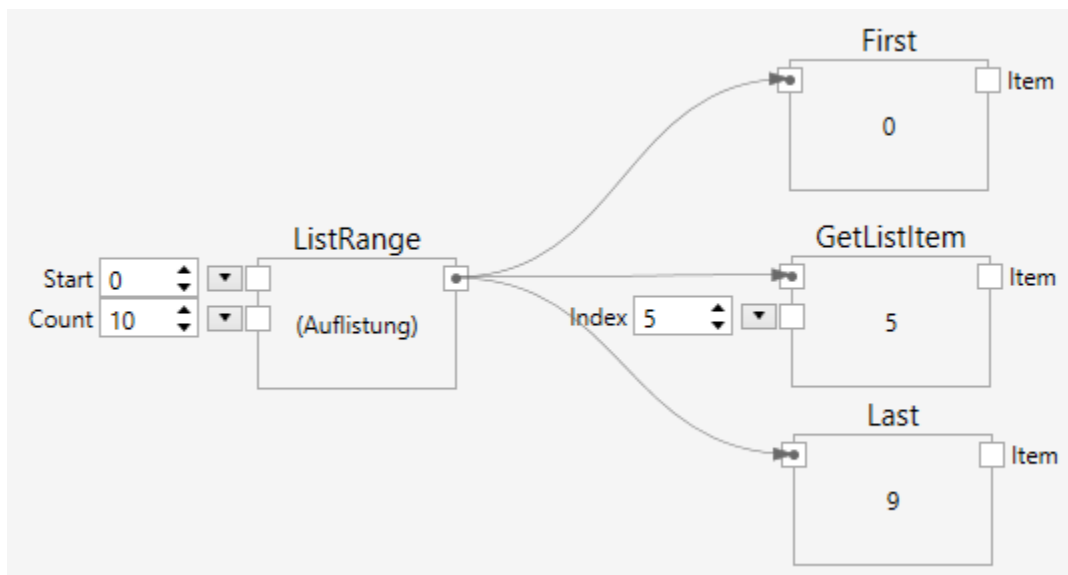 First
Item
0
ListRange
Start 0
Count 10
(Auflistung)
GetListItem
Item
Index 5
5
Last
Item
9